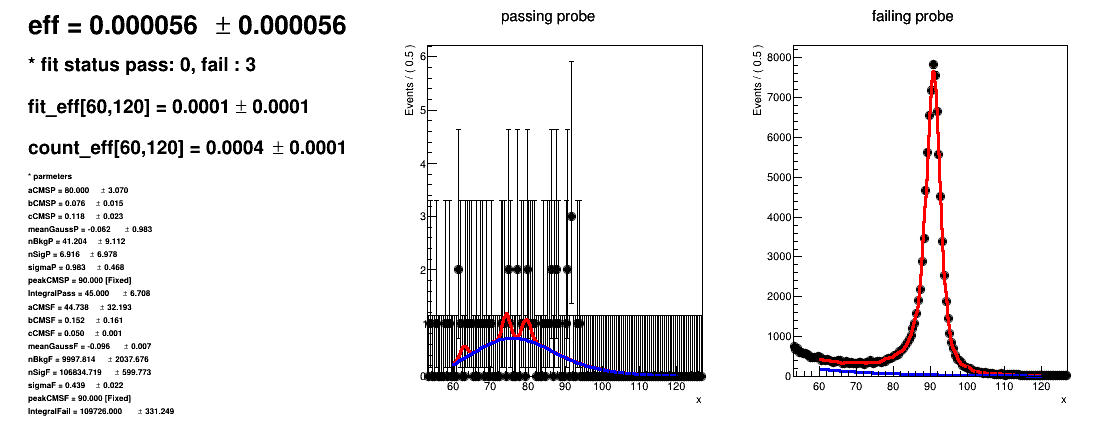 eff = 0.000056 ± 0.000056
* fit status pass: 0, fail : 3
fit_eff[60,120] = 0.0001 ± 0.0001
count_eff[60,120] = 0.0004 ± 0.0001
* parmeters
aCMSP = 80.000 ± 3.070
bCMSP = 0.076 ± 0.015
cCMSP = 0.118 ± 0.023
meanGaussP = -0.062 ± 0.983
nBkgP = 41.204 ± 9.112
nSigP = 6.916 ± 6.978
sigmaP = 0.983 ± 0.468
peakCMSP = 90.000 [Fixed]
IntegralPass = 45.000 ± 6.708
aCMSF = 44.738 ± 32.193
bCMSF = 0.152 ± 0.161
cCMSF = 0.050 ± 0.001
meanGaussF = -0.096 ± 0.007
nBkgF = 9997.814 ± 2037.676
nSigF = 106834.719 ± 599.773
sigmaF = 0.439 ± 0.022
peakCMSF = 90.000 [Fixed]
IntegralFail = 109726.000 ± 331.249
passing probe
Events / ( 0.5 )
6
5
4
3
2
1
0
60 70 80 90 100 110 120
x
failing probe
Events / ( 0.5 )
8000
7000
6000
5000
4000
3000
2000
1000
0
60 70 80 90 100 110 120
x